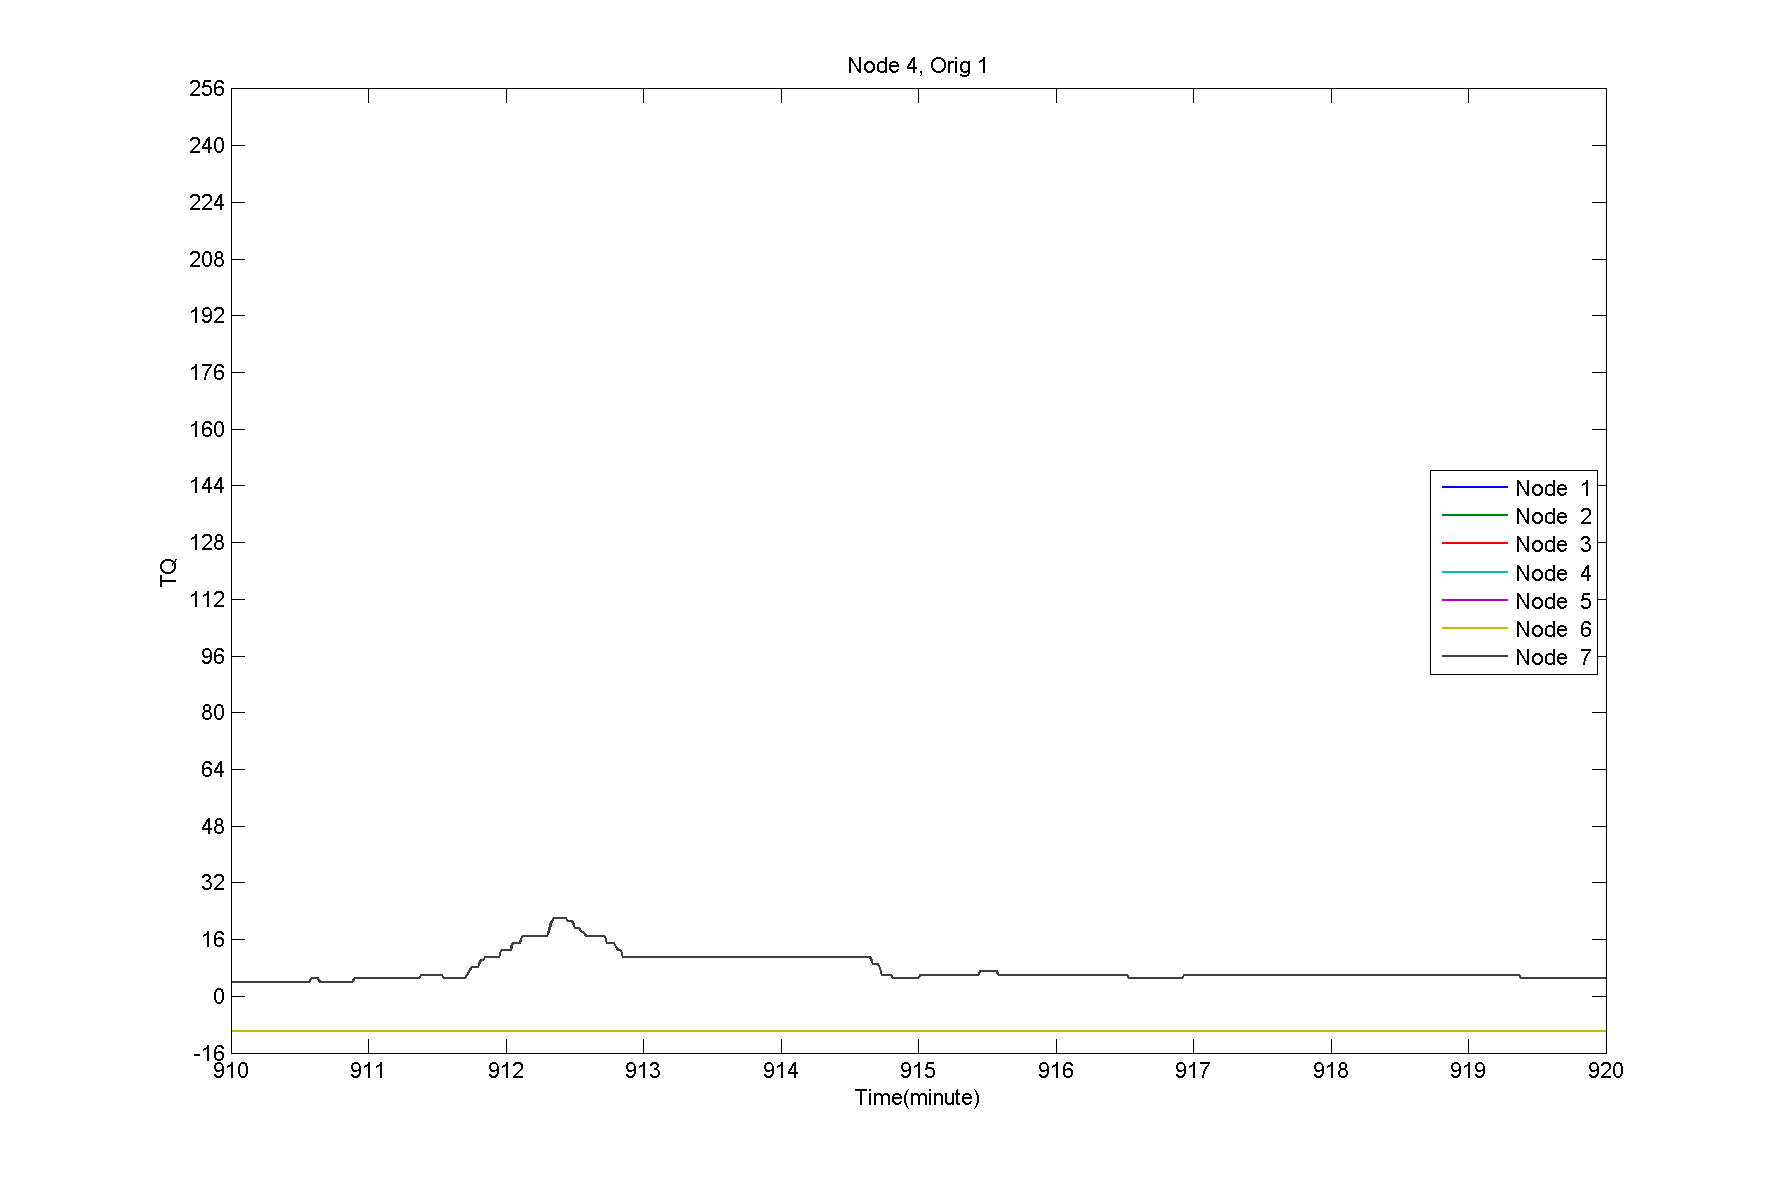 Node 4, Orig 1
256
240
224
208
192
176
160
144
128
112
96
80
64
48
32
16
0
-16
TQ
Node 1
Node 2
Node 3
Node 4
Node 5
Node 6
Node 7
910 911 912 913 914 915 916 917 918 919 920
Time(minute)